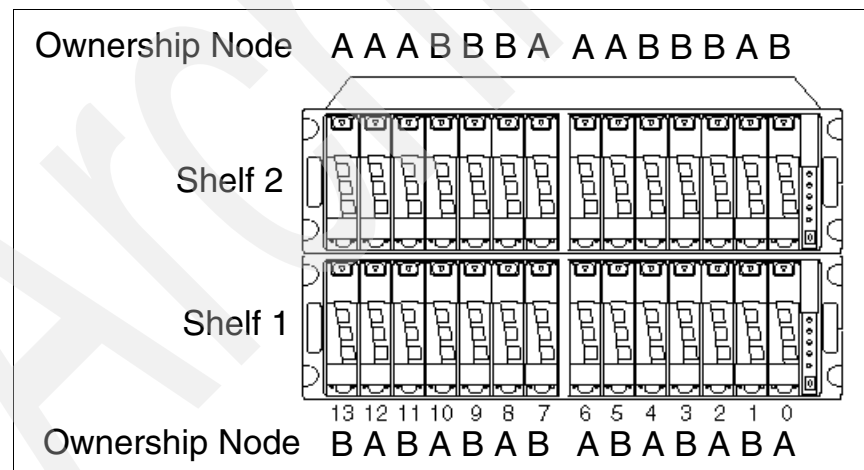 Ownership Node A A A B B B A A A B B B A B
Shelf 2
Shelf 1
13 12 11 10 9 8 7 6 5 4 3 2 1 0
Ownership Node B A B A B A B A B A B A B A